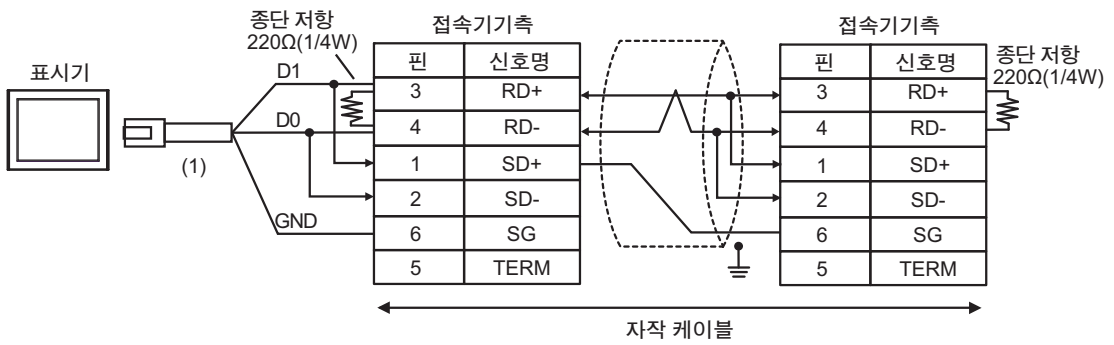 표시기
(1)
D1
D0
GND
종단 저항
220Ω(1/4W)
접속기기측
핀 신호명
3 RD+
4 RD-
1 SD+
2 SD-
6 SG
5 TERM
접속기기측
핀 신호명
3 RD+
4 RD-
1 SD+
2 SD-
6 SG
5 TERM
종단 저항
220Ω(1/4W)
자작 케이블